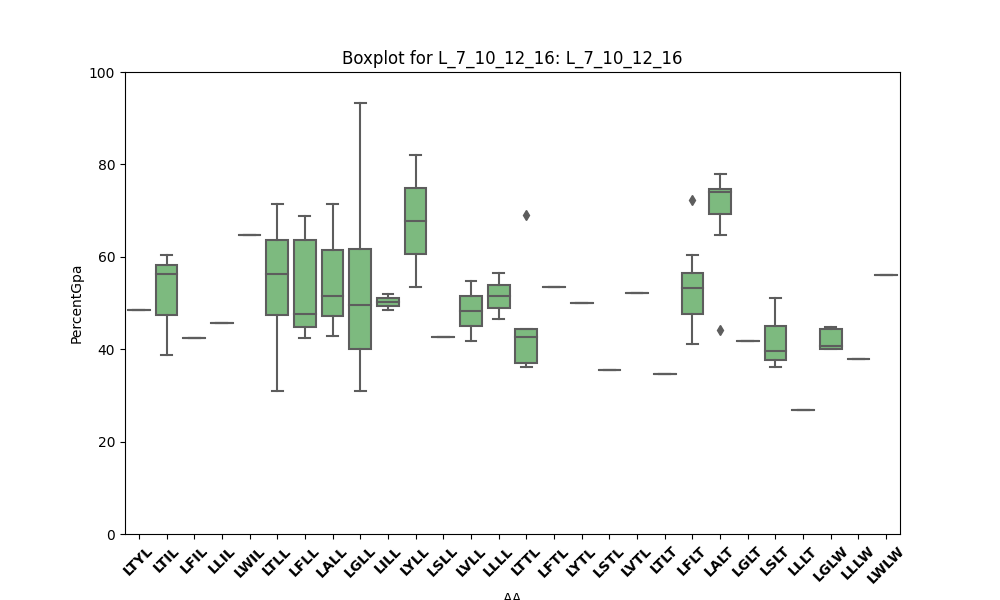 Boxplot for L_7_10_12_16: L_7_10_12_16
PercentGpa
100
80
60
40
20
0
LTYL LTIL LFIL LLIL LWIL LTLL LFLL LALL LGLL LILL LYLL LSLL LVLL LLLL LTTL LFTL LYTL LSTL LVTL LTLT LFLT LALT LGLT LSLT LLLT LGLW LLLW LWLW
AA